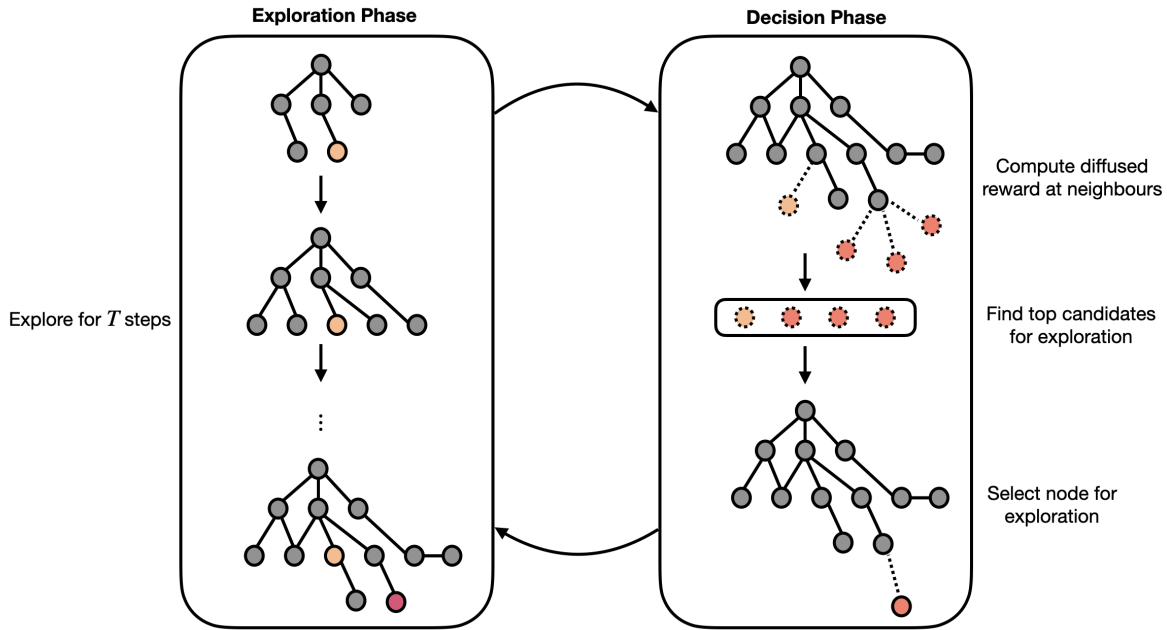 Exploration Phase
Decision Phase
Explore for T steps
⋮
Compute diffused
reward at neighbours
Find top candidates
for exploration
Select node for
exploration